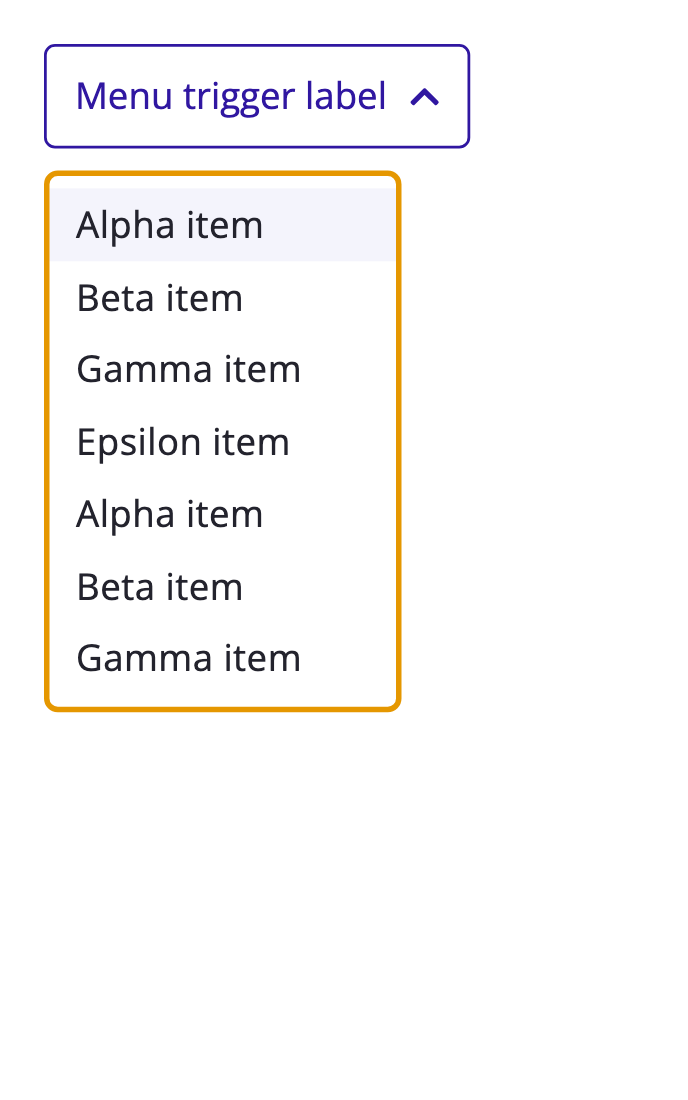 Menu trigger label
Alpha item
Beta item
Gamma item
Epsilon item
Alpha item
Beta item
Gamma item